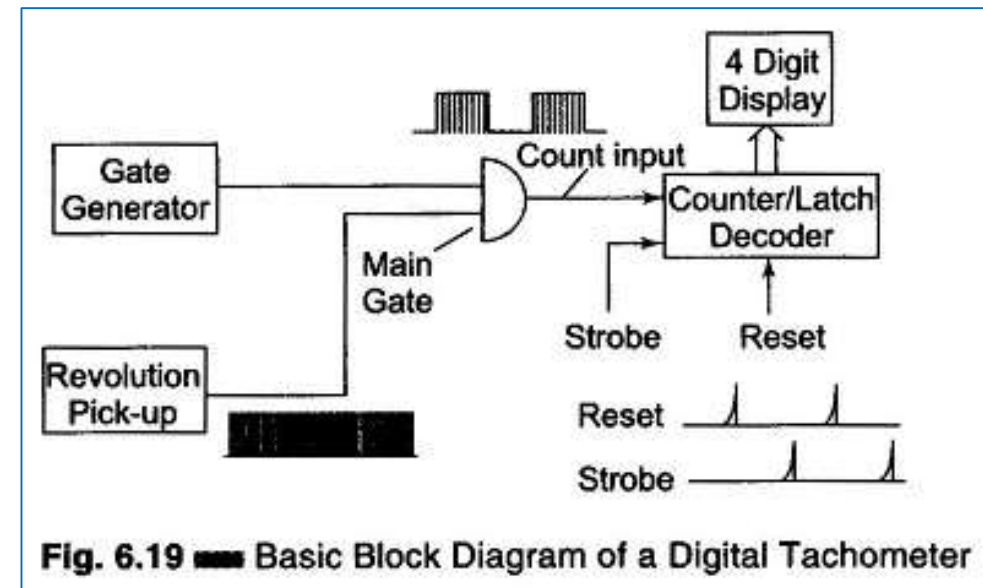 4 Digit
Display
Gate
Generator
Count input
Counter/Latch
Decoder
Main
Gate
Strobe
Reset
Revolution
Pick-up
Reset
Strobe
Fig. 6.19 Basic Block Diagram of a Digital Tachometer